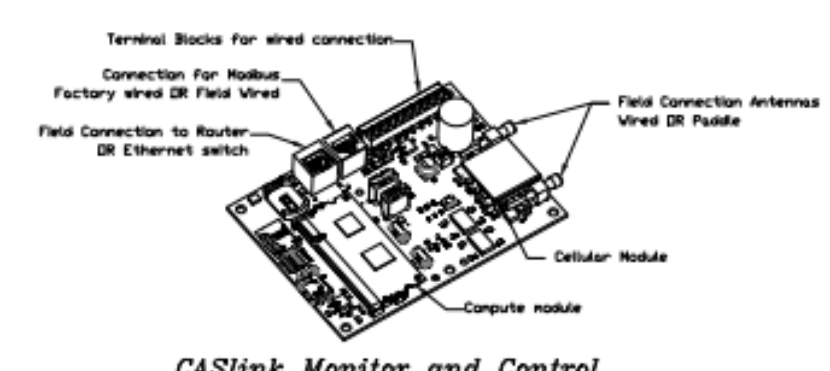 Terminal Blocks for wired connection
Connection for Modbus
Factory wired OR Field Wired
Field Connection to Router
OR Ethernet switch
Field Connection Antennas
Wired OR Paddle
Cellular Module
Compute module
CASlink Monitor and Control